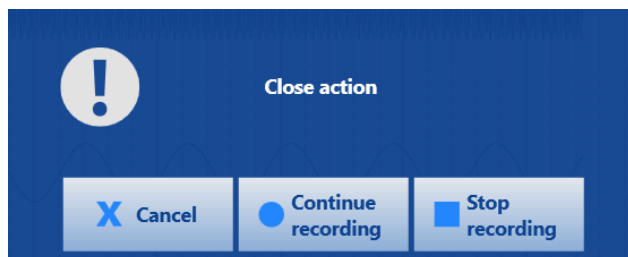 Close action
Cancel
Continue
recording
Stop
recording